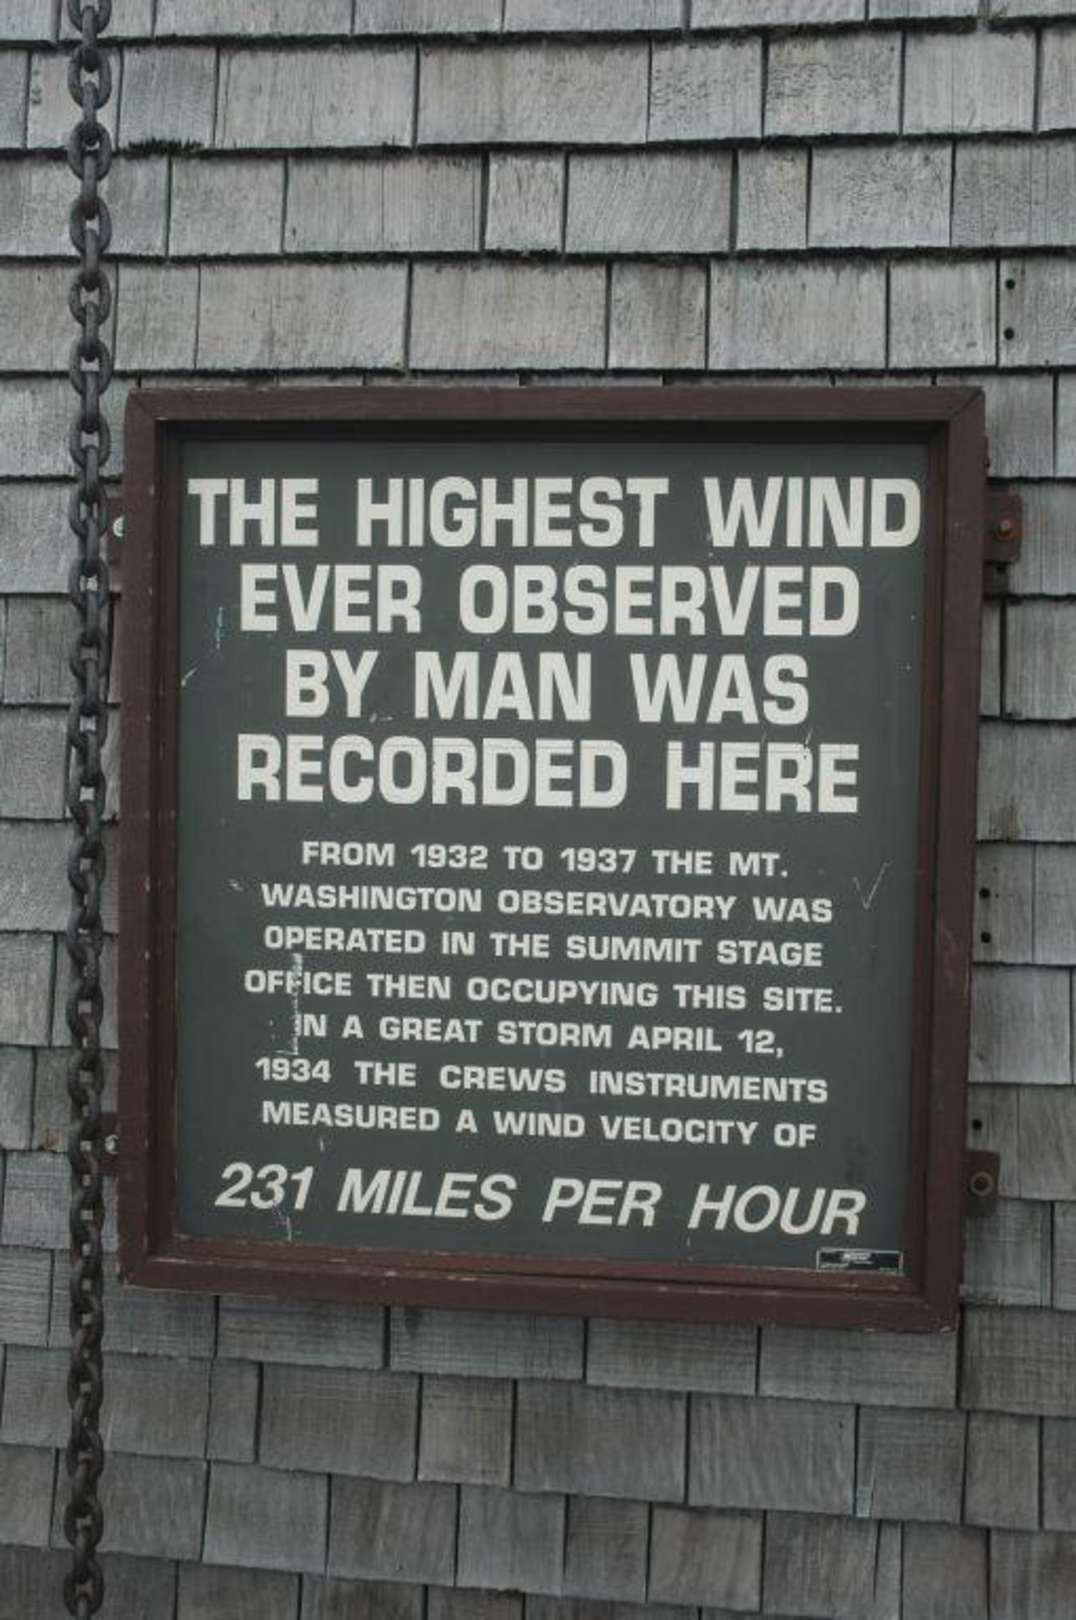 THE HIGHEST WIND
EVER OBSERVED
BY MAN WAS
RECORDED HERE
FROM 1932 TO 1937 THE MT.
WASHINGTON OBSERVATORY WAS
OPERATED IN THE SUMMIT STAGE
OFFICE THEN OCCUPYING THIS SITE.
IN A GREAT STORM APRIL 12,
1934 THE CREWS INSTRUMENTS
MEASURED A WIND VELOCITY OF
231 MILES PER HOUR